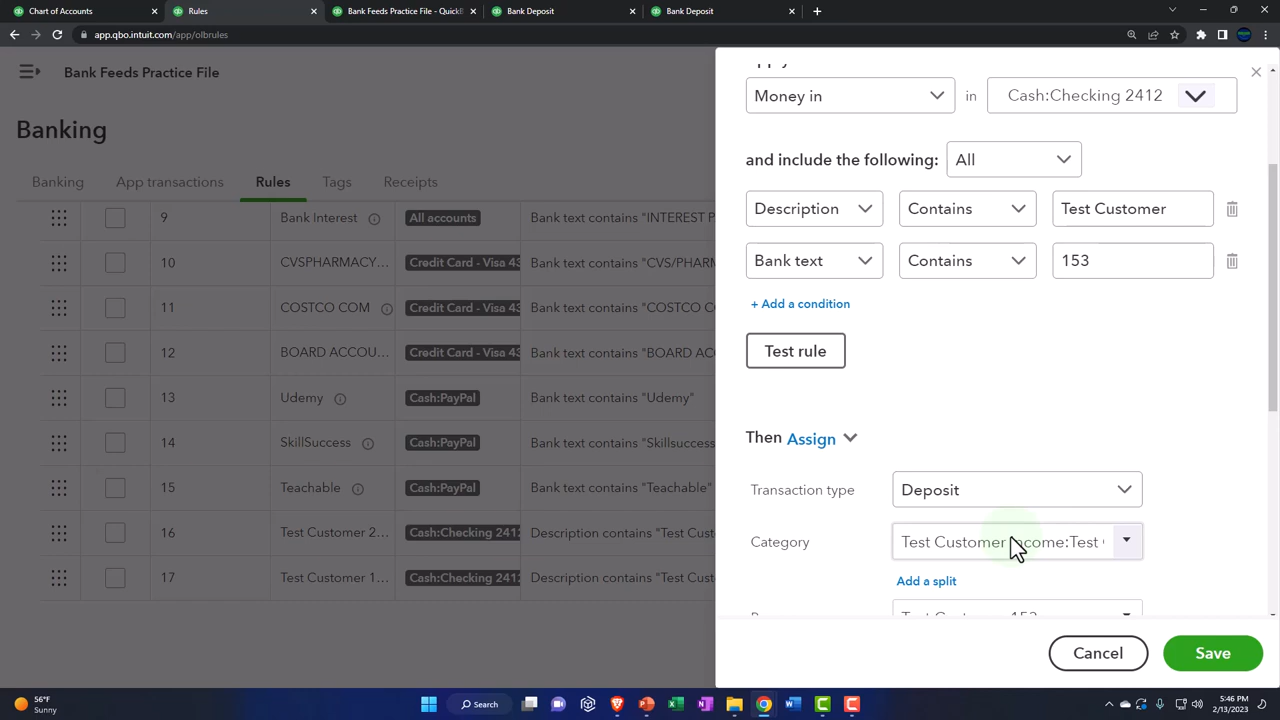 Chart of Accounts
Rules
Bank Feeds Practice File - QuickB
Bank Deposit
Bank Deposit
app.qbo.intuit.com/app/olbrules
Bank Feeds Practice File
Banking
Banking App transactions Rules Tags Receipts
9 Bank Interest All accounts Bank text contains "INTEREST P
10 CVSPHARMACY... Credit Card - Visa 43 Bank text contains "CVS/PHARM
11 COSTCO COM Credit Card - Visa 43 Bank text contains "COSTCO C
12 BOARD ACCOU... Credit Card - Visa 43 Bank text contains "BOARD AC
13 Udemy Cash:PayPal Bank text contains "Udemy"
14 SkillSuccess Cash:PayPal Bank text contains "Skillsuccess
15 Teachable Cash:PayPal Bank text contains "Teachable"
16 Test Customer 2... Cash:Checking 2412 Description contains "Test Cust
17 Test Customer 1... Cash:Checking 2412 Description contains "Test Cust
Money in in Cash:Checking 2412
and include the following: All
Description Contains Test Customer
Bank text Contains 153
+ Add a condition
Test rule
Then Assign
Transaction type Deposit
Category Test Customer Income:Test
Add a split
Cancel Save
56°F
Sunny
Search
5:46 PM
2/13/2023